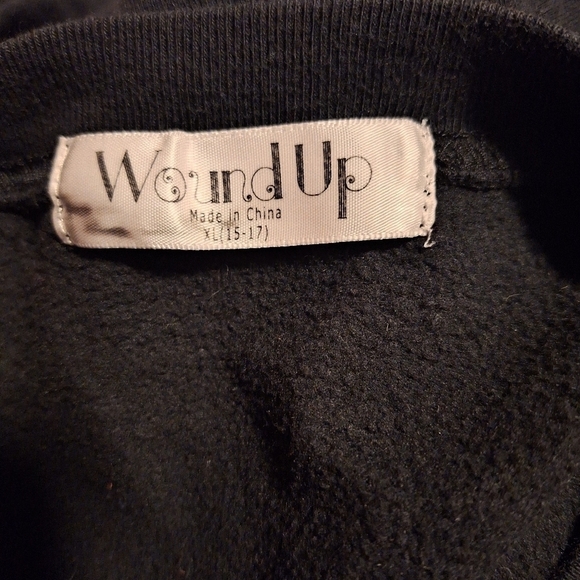 Wound Up
Made In China
XL(15-17)